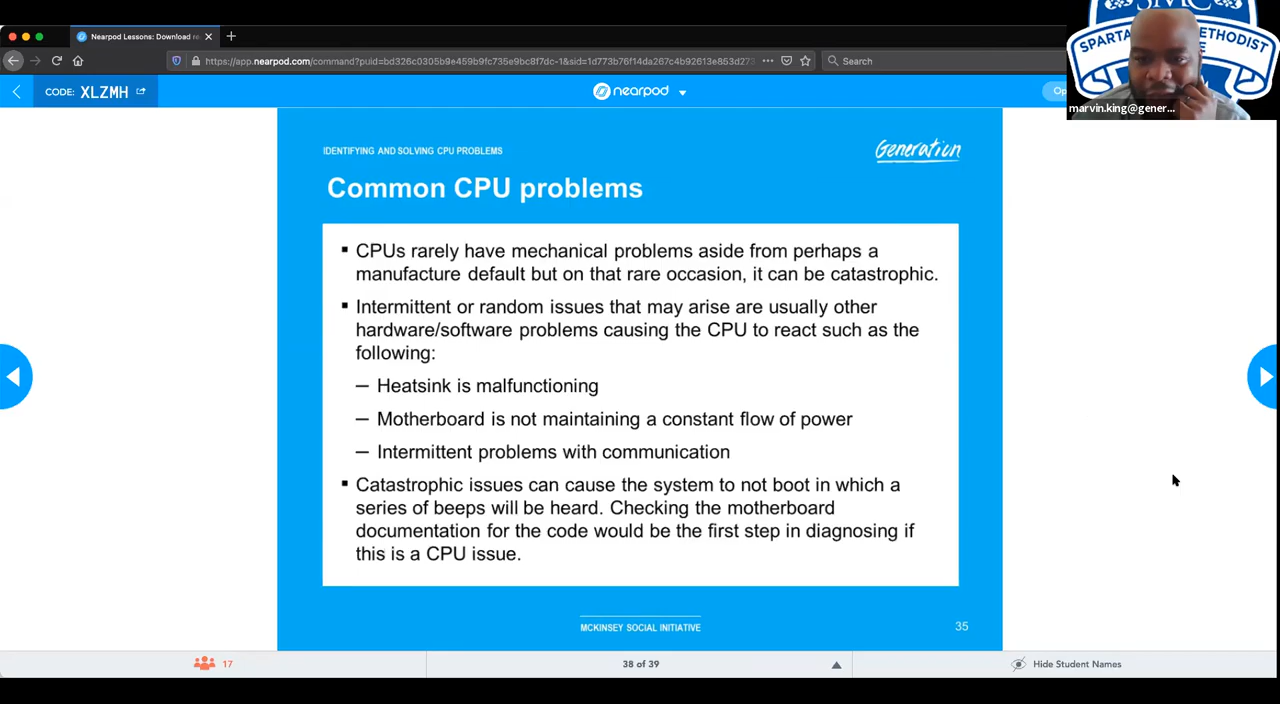 Nearpod Lessons: Download re
https://app.nearpod.com/command?puid=bd326c0305b9e459b9fc735e9bc8f7dc-1&sid=1d773b76f14da267c4b92613e853d273
Search
SMC
SPARTA
METHODIST
marvin.king@gener...
CODE: XLZMH
nearpod
Op
IDENTIFYING AND SOLVING CPU PROBLEMS
Generation
Common CPU problems
▪ CPUs rarely have mechanical problems aside from perhaps a
manufacture default but on that rare occasion, it can be catastrophic.
▪ Intermittent or random issues that may arise are usually other
hardware/software problems causing the CPU to react such as the
following:
– Heatsink is malfunctioning
– Motherboard is not maintaining a constant flow of power
– Intermittent problems with communication
▪ Catastrophic issues can cause the system to not boot in which a
series of beeps will be heard. Checking the motherboard
documentation for the code would be the first step in diagnosing if
this is a CPU issue.
MCKINSEY SOCIAL INITIATIVE
35
17
38 of 39
Hide Student Names